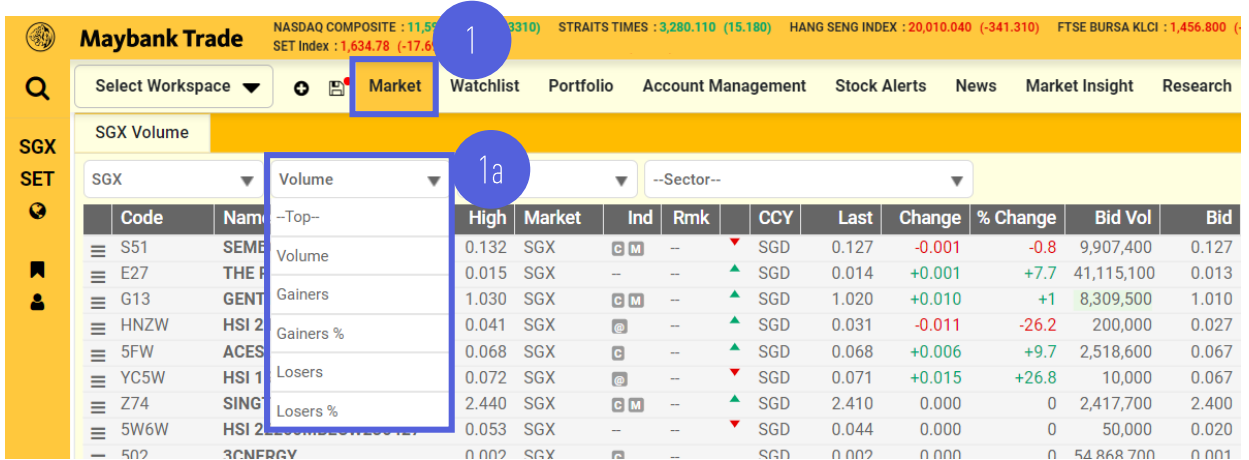 Maybank Trade
NASDAQ COMPOSITE : 11,5 3310) STRAITS TIMES : 3,280.110 (15.180) HANG SENG INDEX : 20,010.040 (-341.310) FTSE BURSA KLCI : 1,456.800 (-
SET Index : 1,634.78 (-17.6
1
Select Workspace Market Watchlist Portfolio Account Management Stock Alerts News Market Insight Research
SGX Volume
SGX
SET
1a
SGX Volume --Sector--
Code Name High Market Ind Rmk CCY Last Change % Change Bid Vol Bid
--Top--
Volume
Gainers
Gainers %
Losers
Losers %
S51 SEMB 0.132 SGX C M -- SGD 0.127 -0.001 -0.8 9,907,400 0.127
E27 THE 0.015 SGX -- -- SGD 0.014 +0.001 +7.7 41,115,100 0.013
G13 GENT 1.030 SGX C M -- SGD 1.020 +0.010 +1 8,309,500 1.010
HNZW HSI 2 0.041 SGX @ -- SGD 0.031 -0.011 -26.2 200,000 0.027
5FW ACES 0.068 SGX C -- SGD 0.068 +0.006 +9.7 2,518,600 0.067
YC5W HSI 1 0.072 SGX @ -- SGD 0.071 +0.015 +26.8 10,000 0.067
Z74 SINGT 2.440 SGX C M -- SGD 2.410 0.000 0 2,417,700 2.400
5W6W HSI 0.053 SGX -- -- SGD 0.044 0.000 0 50,000 0.020
502 3CNERGY 0.002 SGX C -- SGD 0.002 0.000 0 54,868,700 0.001